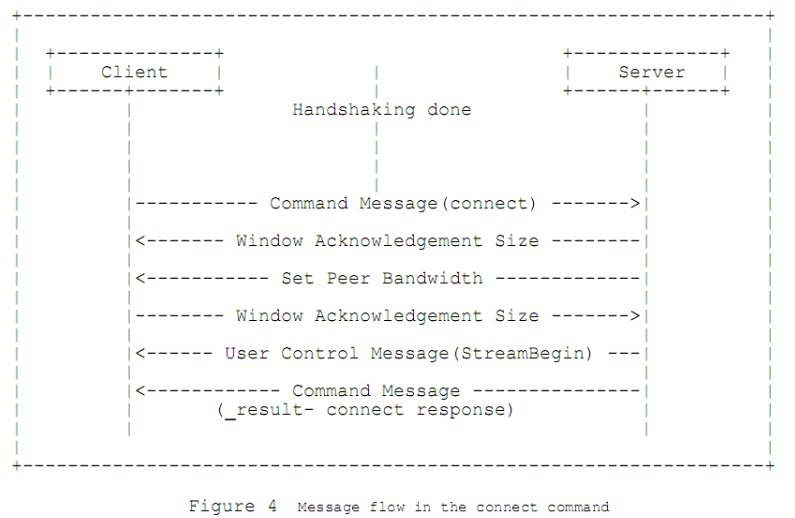 Client Server
Handshaking done
Command Message(connect)
Window Acknowledgement Size
Set Peer Bandwidth
Window Acknowledgement Size
User Control Message(StreamBegin)
Command Message
(_result- connect response)
Figure 4 Message flow in the connect command